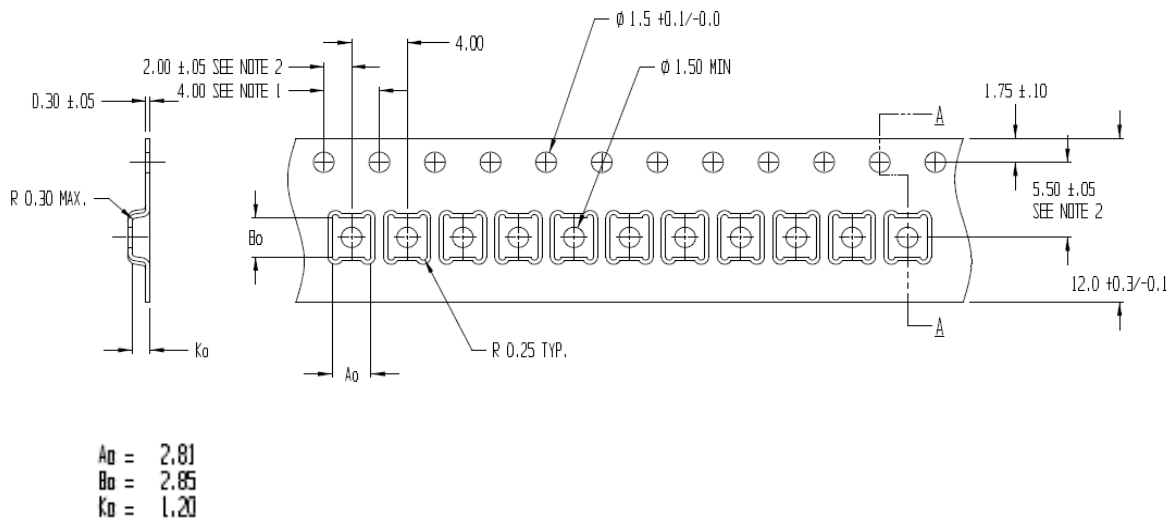 ϕ 1.5 +0.1/-0.0
4.00
2.00 ±.05 SEE NOTE 2
ϕ 1.50 MIN
4.00 SEE NOTE 1
0.30 ±.05
1.75 ±.10
A
R 0.30 MAX.
5.50 ±.05
SEE NOTE 2
Bo
12.0 +0.3/-0.1
A
Ko
R 0.25 TYP.
Ao
Ao = 2.81
Bo = 2.85
Ko = 1.20